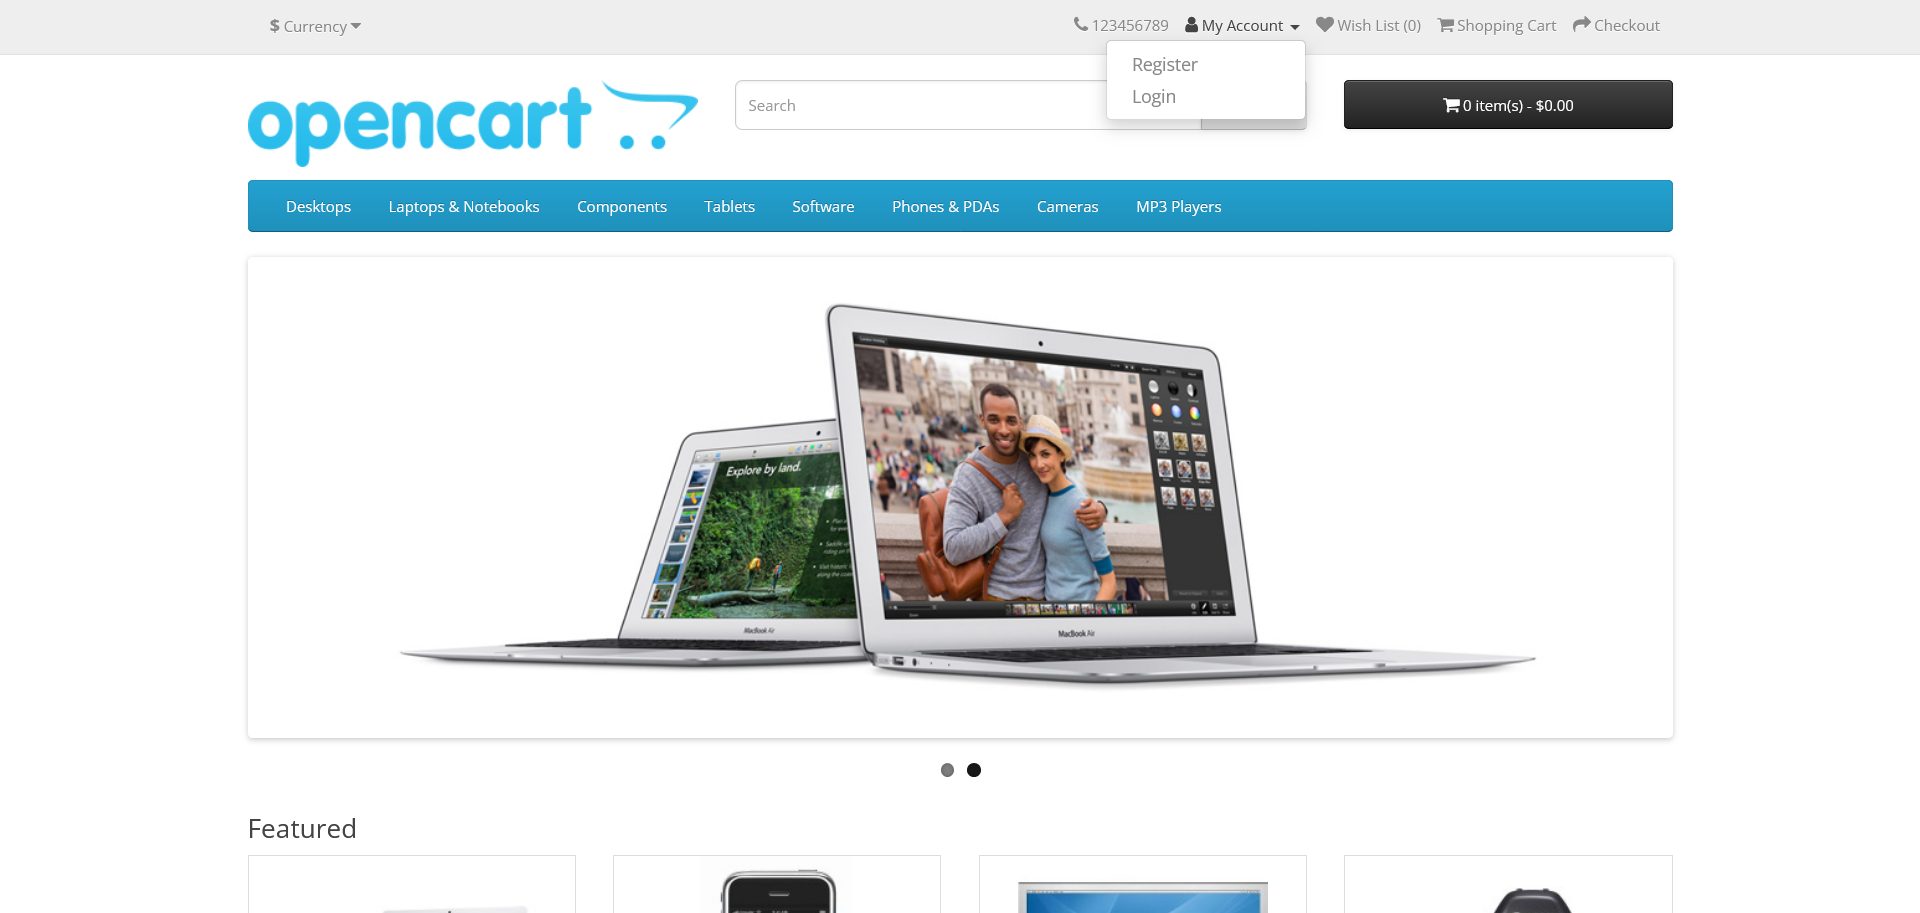 $ Currency
123456789
My Account
Wish List (0)
Shopping Cart
Checkout
Register
Login
opencart
Search
0 item(s) - $0.00
Desktops
Laptops & Notebooks
Components
Tablets
Software
Phones & PDAs
Cameras
MP3 Players
Explore by land.
MacBook Air
MacBook Air
Featured